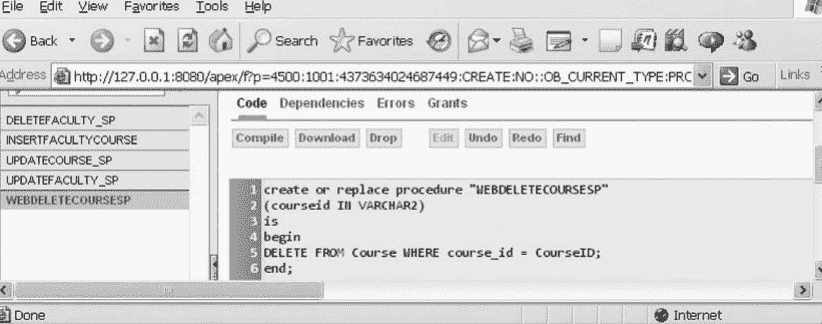 File Edit View Favorites Tools Help
Back Search Favorites
Address http://127.0.0.1:8080/apex/f?p=4500:1001:4373634024687449:CREATE:NO::OB_CURRENT_TYPE:PRC Go Links
Code Dependencies Errors Grants
DELETEFACULTY_SP
INSERTFACULTYCOURSE
UPDATECOURSE_SP
UPDATEFACULTY_SP
WEBDELETECOURSESP
Compile Download Drop Edit Undo Redo Find
1 create or replace procedure "WEBDELETECOURSESP"
2 (courseid IN VARCHAR2)
3 is
4 begin
5 DELETE FROM Course WHERE course_id = CourseID;
6 end;
Done Internet